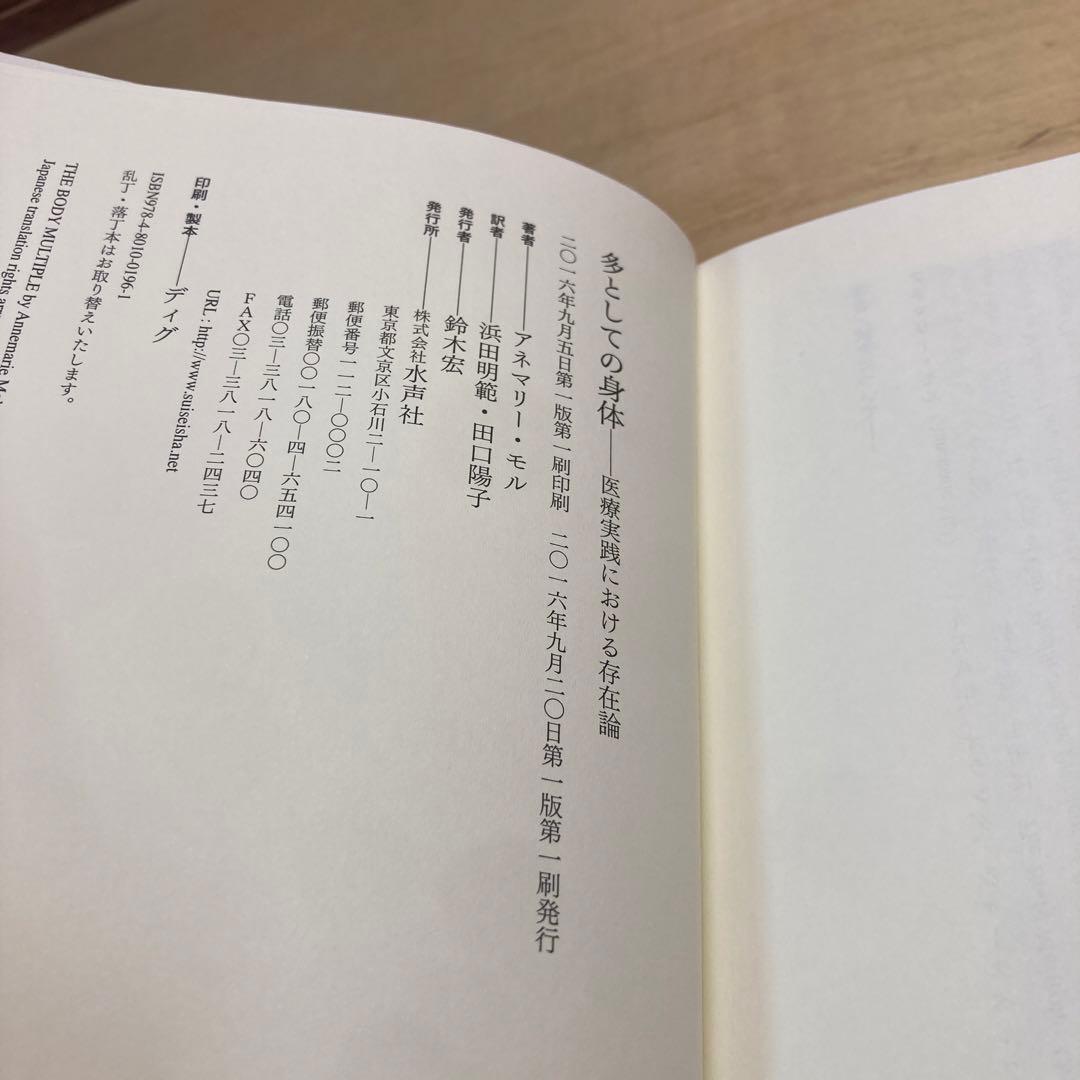 多としての身体――医療実践における存在論
二〇一六年九月五日第一版第一刷印刷　二〇一六年九月二〇日第一版第一刷発行
著者――アネマリー・モル
訳者――浜田明範・田口陽子
発行者――鈴木宏
発行所――株式会社水声社
東京都文京区小石川二―一〇―一
郵便番号一一二―〇〇〇二
郵便振替〇〇一八〇―四―六五四一〇〇
電話〇三―三八一八―六〇四〇
FAX〇三―三八一八―二四三七
URL : http://www.suiseisha.net
印刷・製本――ディグ
ISBN978-4-8010-0196-1
乱丁・落丁本はお取り替えいたします。
THE BODY MULTIPLE by Annemarie
Japanese translation rights